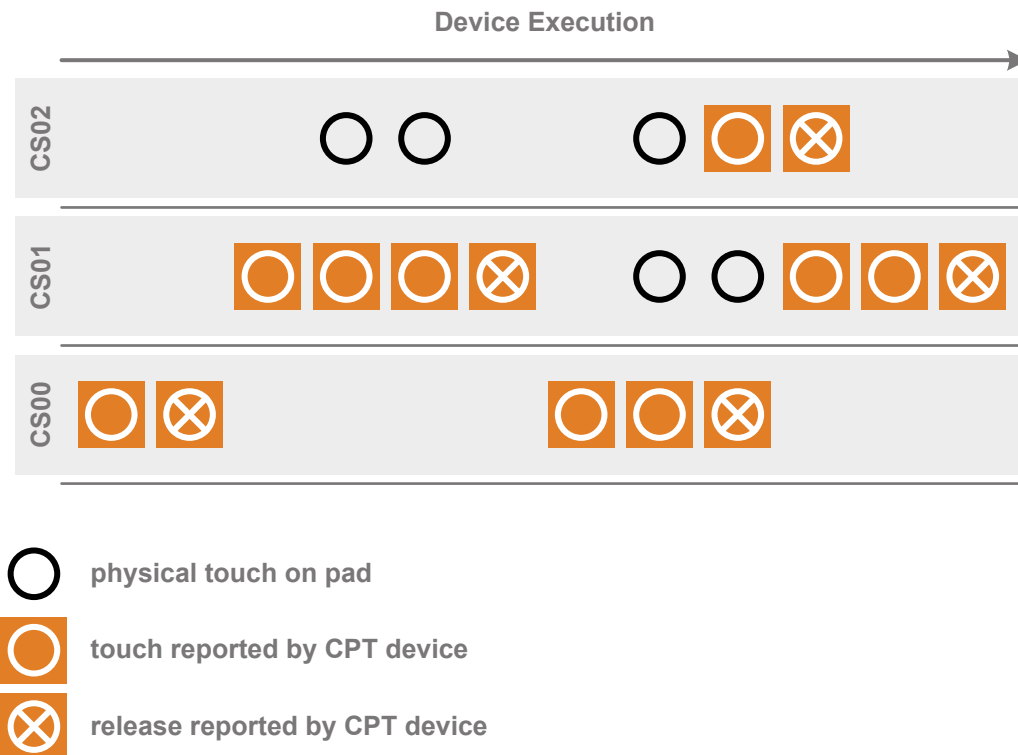 Device Execution
CS02
CS01
CS00
physical touch on pad
touch reported by CPT device
release reported by CPT device